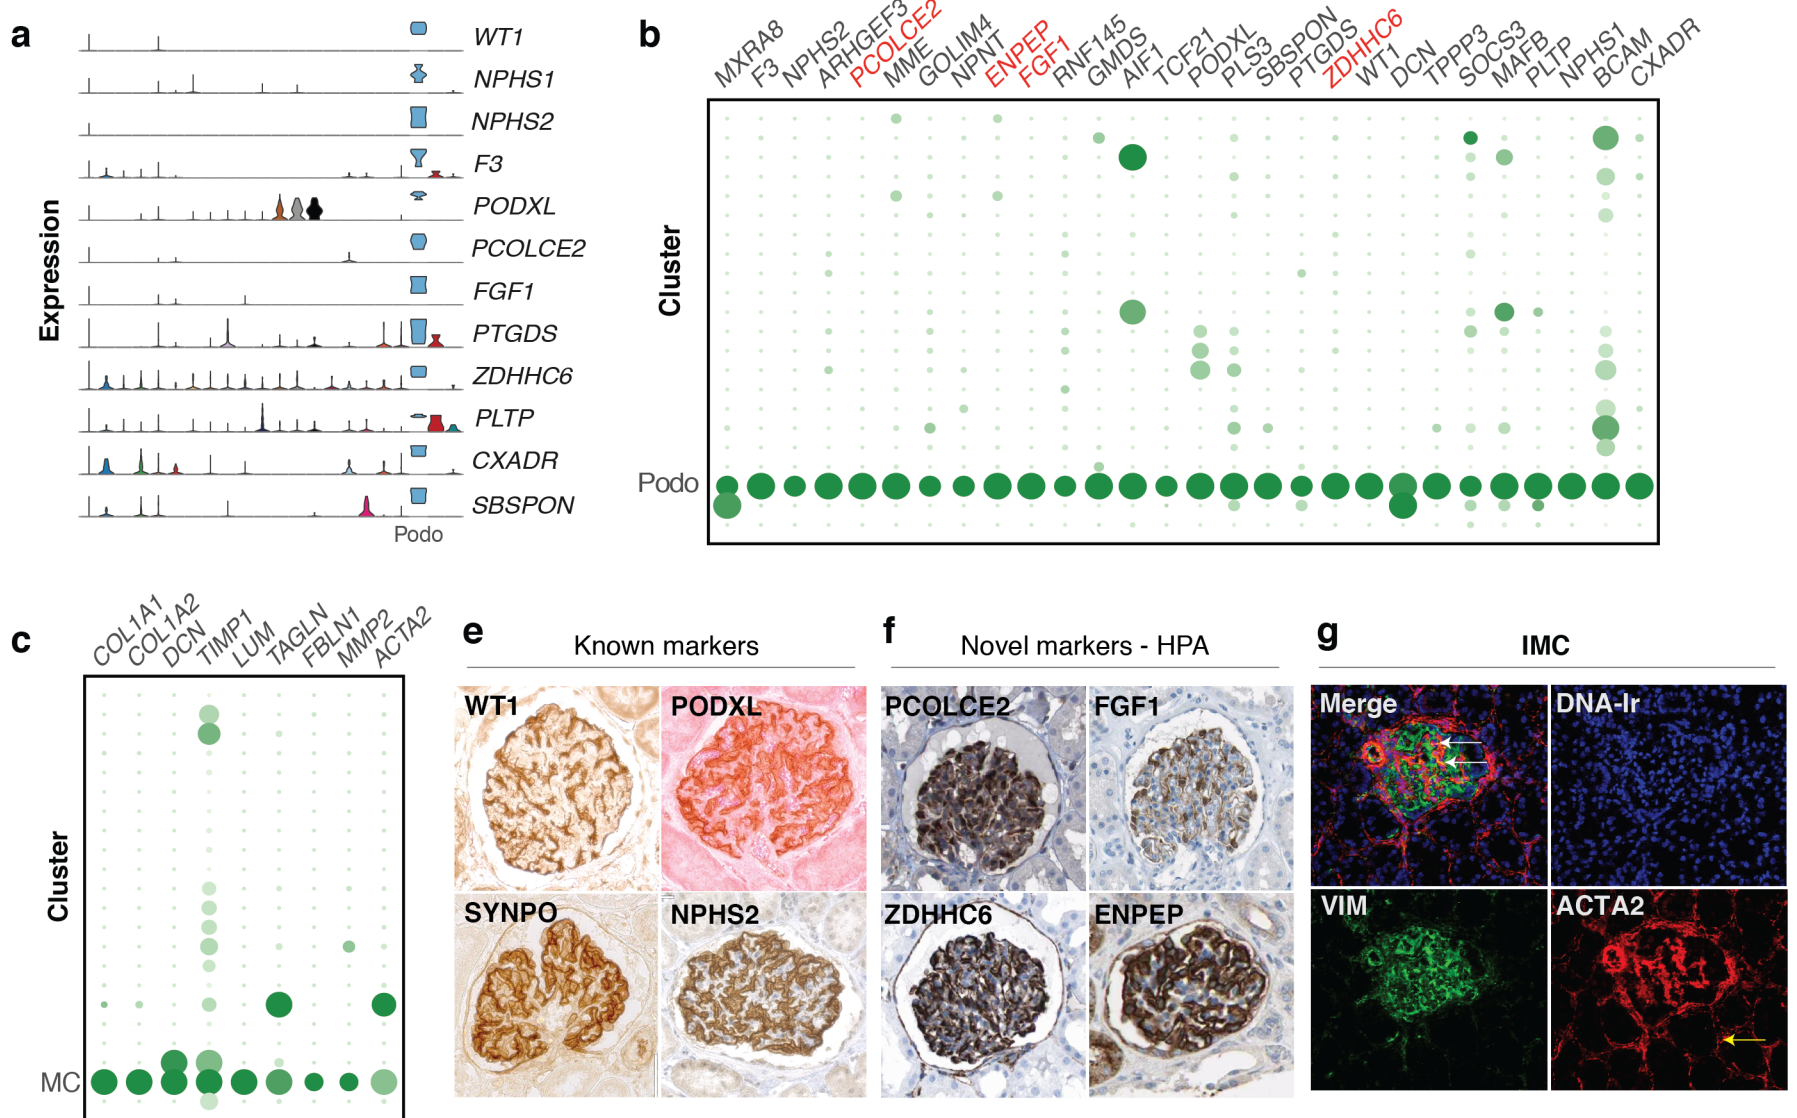 a
WT1
NPHS1
NPHS2
F3
PODXL
PCOLCE2
FGF1
PTGDS
ZDHHC6
PLTP
CXADR
SBSPON
Expression
Podo
b
MXRA8
F3
NPHS2
ARHGEF3
PCOLCE2
MME
GOLIM4
NPNT
ENPEP
FGF1
RNF145
GMDS
AIF1
TCF21
PODXL
PLS3
SBSPON
PTGDS
ZDHHC6
WT1
DCN
TPPP3
SOCS3
MAFB
PLTP
NPHS1
BCAM
CXADR
Cluster
Podo
c
COL1A1
COL1A2
DCN
TIMP1
LUM
TAGLN
FBLN1
MMP2
ACTA2
Cluster
MC
e
Known markers
WT1
PODXL
SYNPO
NPHS2
f
Novel markers - HPA
PCOLCE2
FGF1
ZDHHC6
ENPEP
g
IMC
Merge
DNA-Ir
VIM
ACTA2